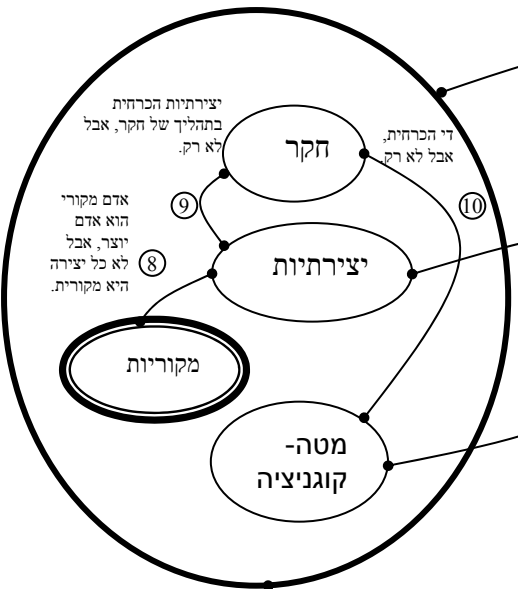 יצירתיות הכרחית
בתהליך של חקר, אבל
לא רק.
חקר
די הכרחית,
אבל לא רק.
9
10
אדם מקורי
הוא אדם
יוצר, אבל
לא כל יצירה
היא מקורית.
8
יצירתיות
מקוריות
מטה-
קוגניציה